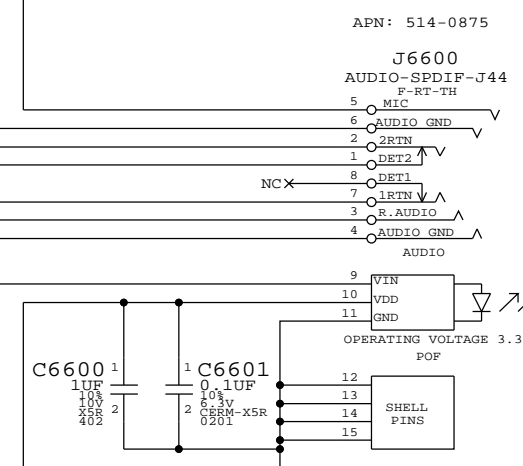 APN: 514-0875
J6600
AUDIO-SPDIF-J44
F-RT-TH
5 MIC
6 AUDIO GND
2 2RTN
1 DET2
NC 8 DET1
7 1RTN
3 R.AUDIO
4 AUDIO GND
AUDIO
9 VIN
10 VDD
11 GND
OPERATING VOLTAGE 3.3
POF
C6600 1
1UF
10%
10V
X5R 2
402
1 C6601
0.1UF
10%
6.3V
2 CERM-X5R
0201
12
13
14
15
SHELL
PINS